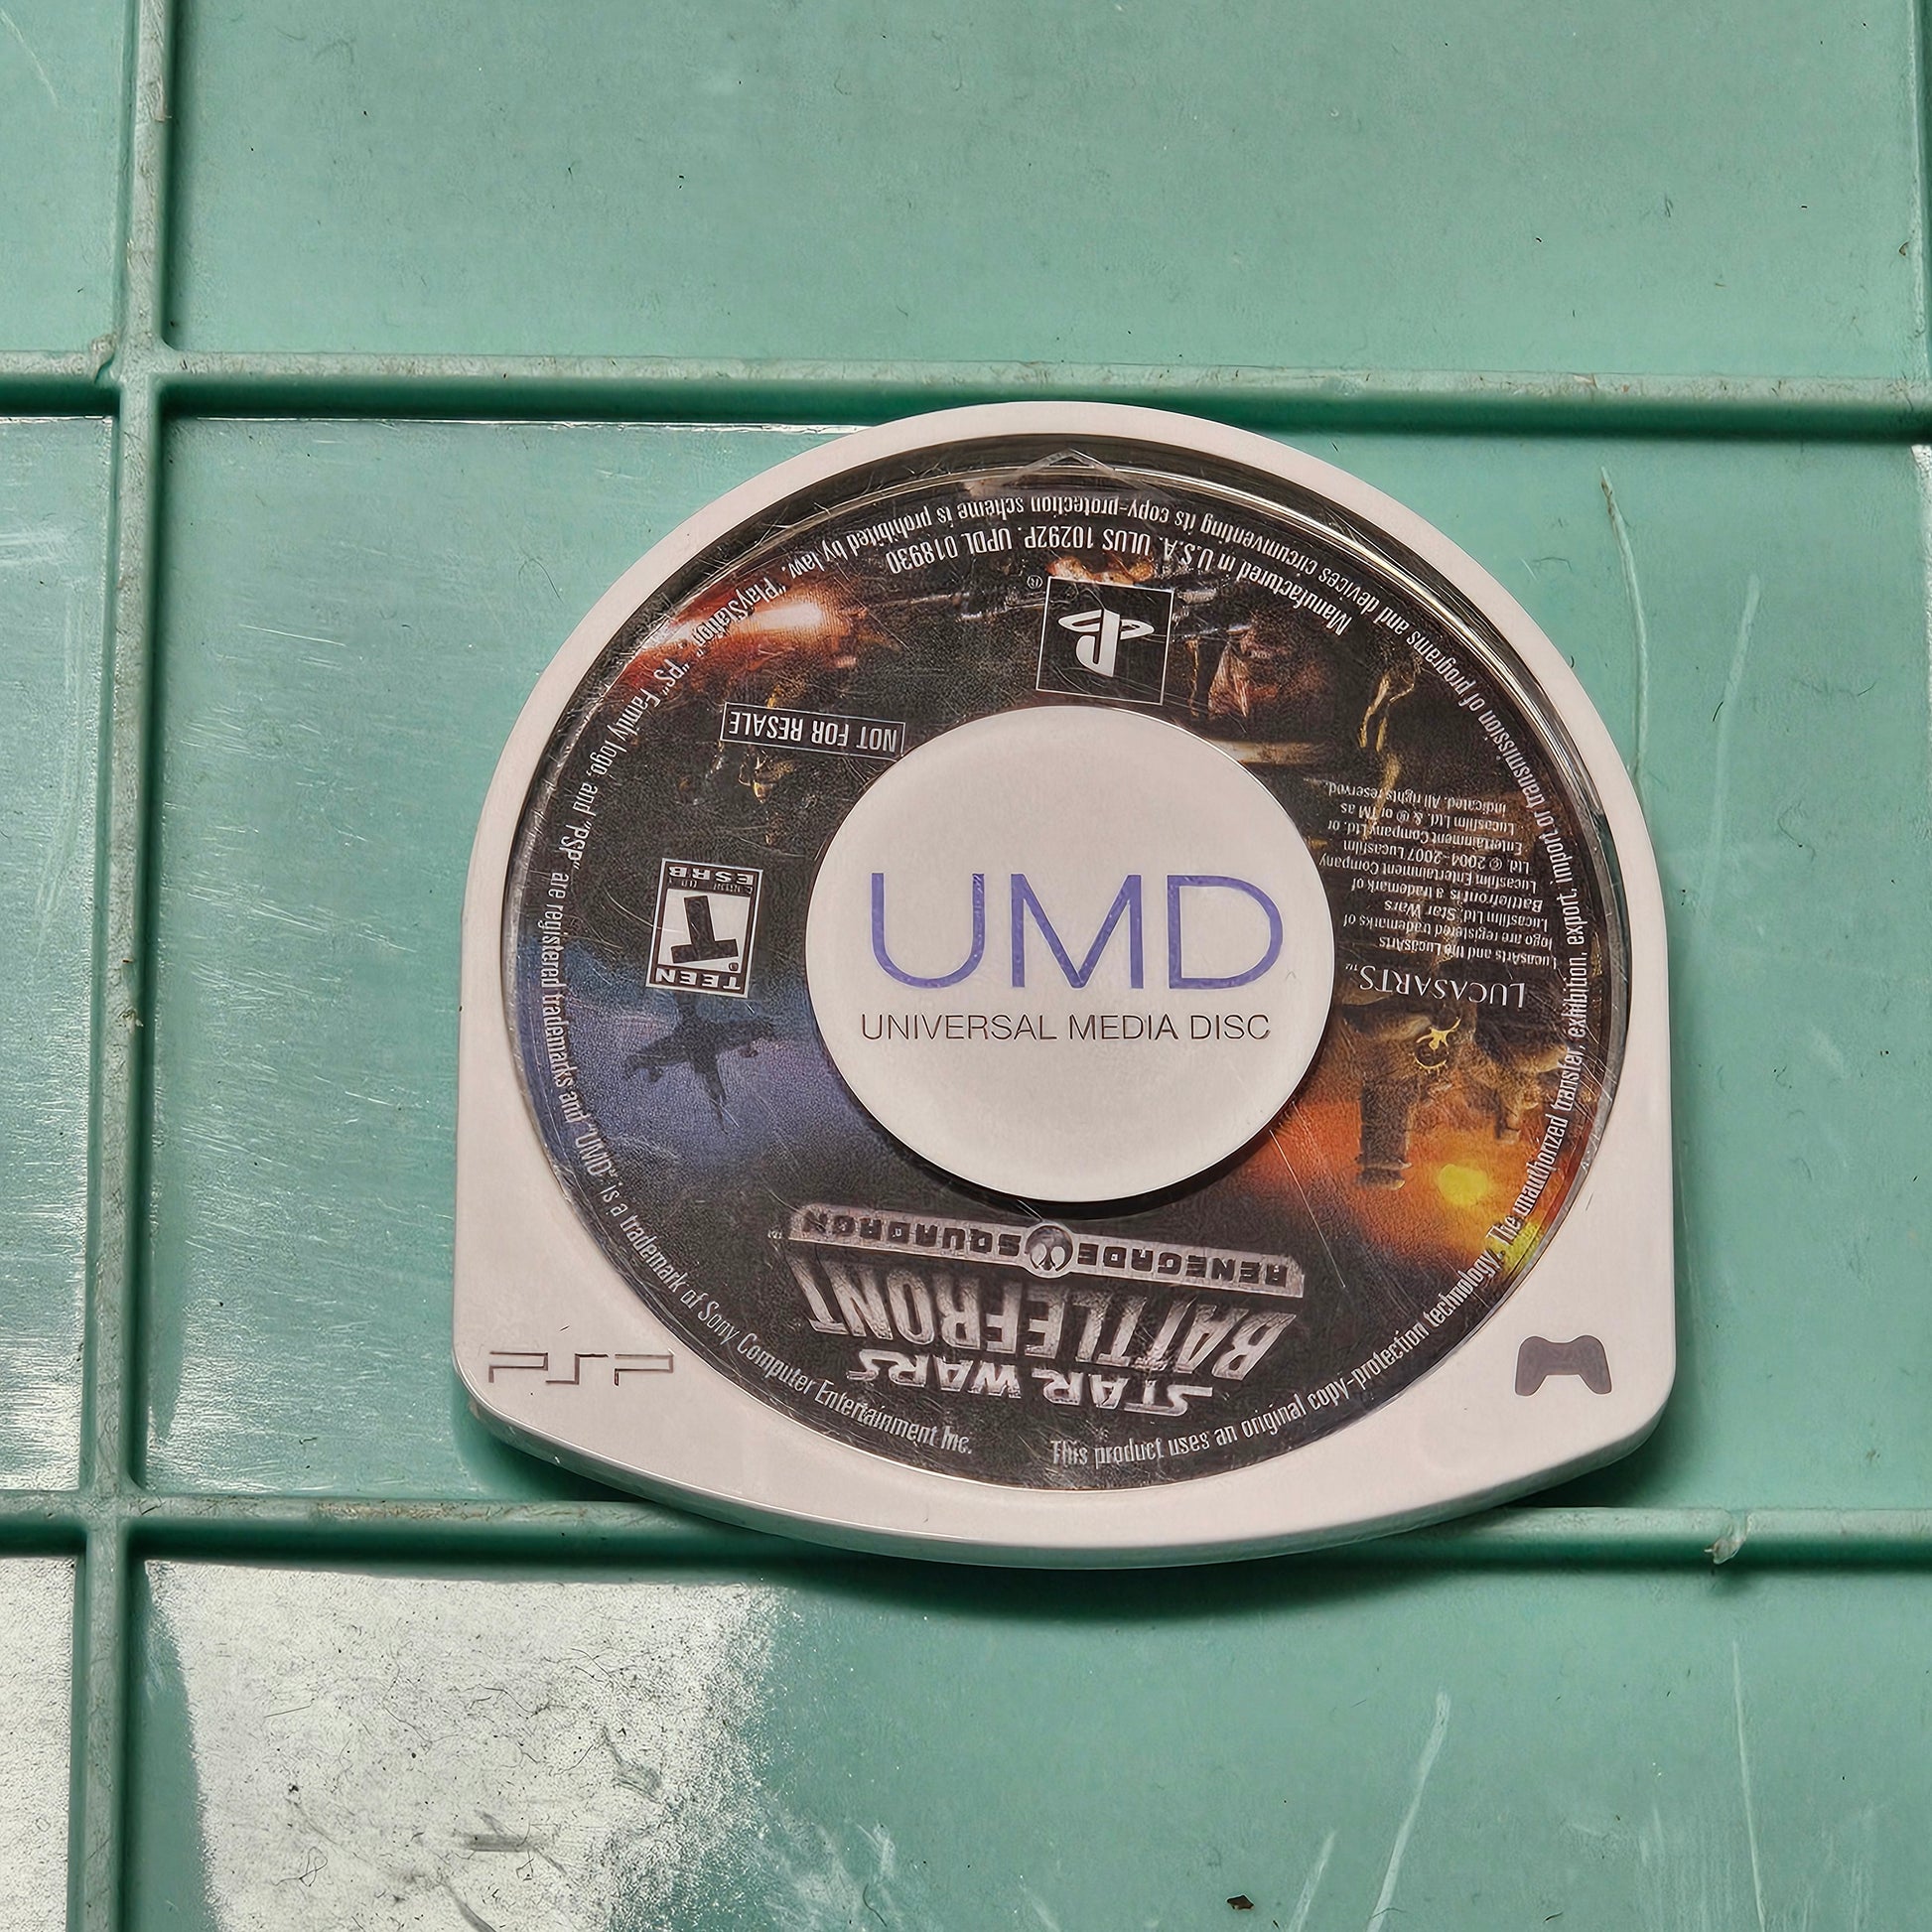 UMD
UNIVERSAL MEDIA DISC
PSP
STAR WARS
BATTLEFRONT
RENEGADE SQUADRON
TEEN
T
ESRB
NOT FOR RESALE
LUCASARTS™
LucasArts and the LucasArts
logo are registered trademarks of
Lucasfilm Ltd. Star Wars
Battlefront is a trademark of
Lucasfilm Entertainment Company
Ltd. © 2004-2007 Lucasfilm
Entertainment Company Ltd. or
Lucasfilm Ltd. & ® or TM as
indicated. All rights reserved.
Manufactured in U.S.A. ULUS 10292P UPDL 018930
This product uses an original copy-protection technology. The unauthorized transfer, exhibition, export, import or transmission of programs and devices circumventing its copy-protection scheme is prohibited by law. "PlayStation", "PS" Family logo, and "PSP" are registered trademarks and "UMD" is a trademark of Sony Computer Entertainment Inc.